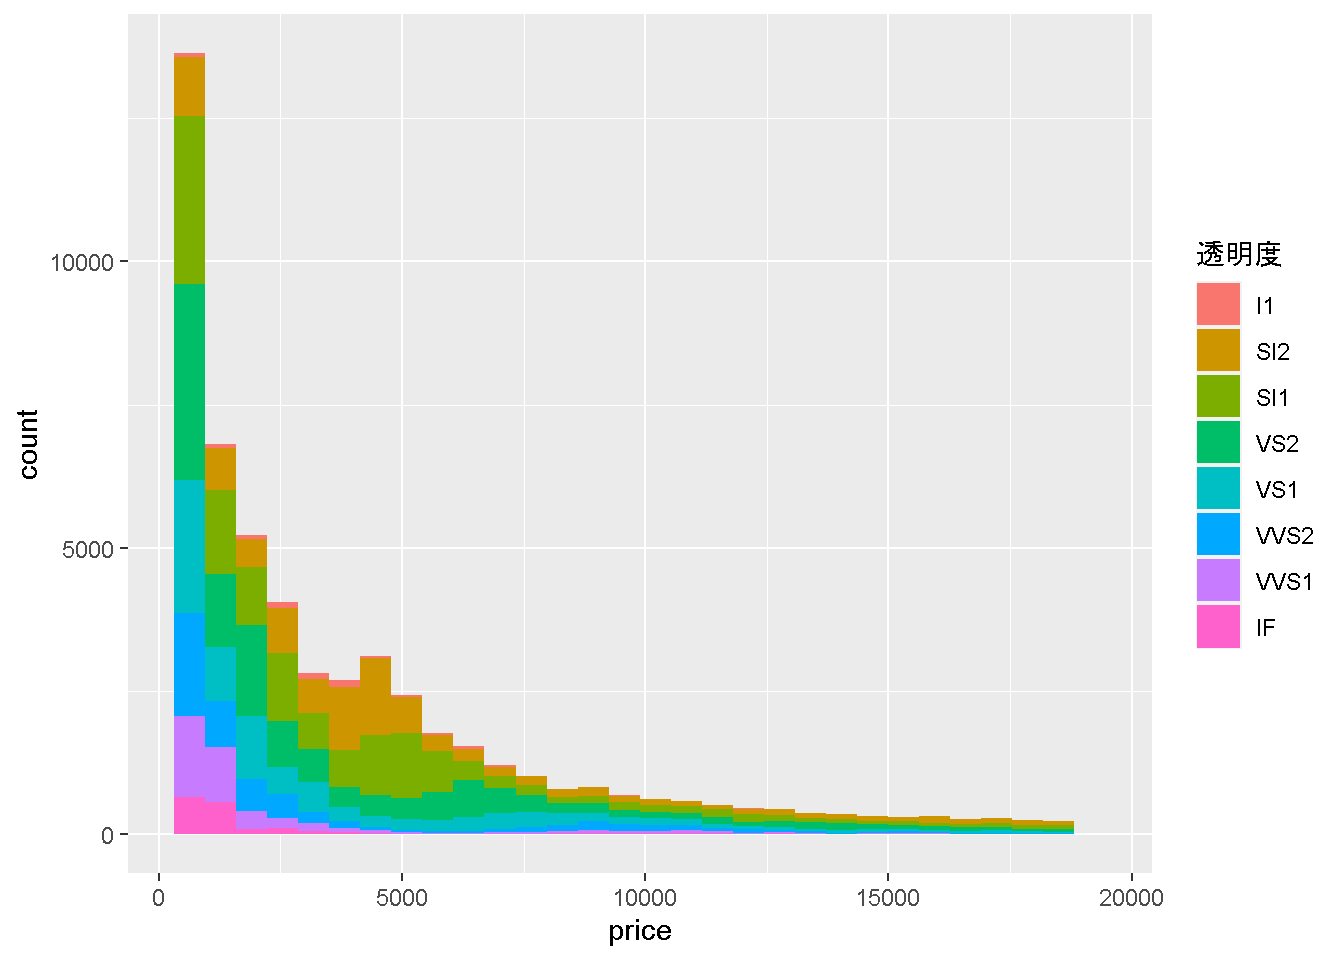 10000
5000
0
count
0
5000
10000
15000
20000
price
透明度
I1
SI2
SI1
VS2
VS1
VVS2
VVS1
IF